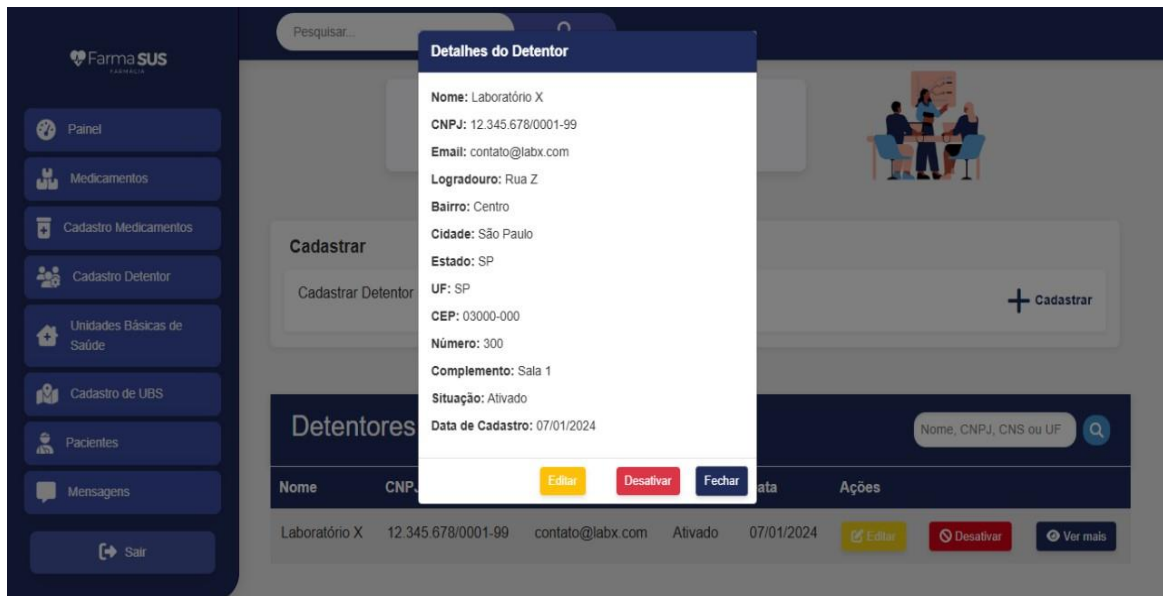 Farma SUS
FARMÁCIA
Painel
Medicamentos
Cadastro Medicamentos
Cadastro Detentor
Unidades Básicas de
Saúde
Cadastro de UBS
Pacientes
Mensagens
Sair
Pesquisar...
Detalhes do Detentor
Nome: Laboratório X
CNPJ: 12.345.678/0001-99
Email: contato@labx.com
Logradouro: Rua Z
Bairro: Centro
Cidade: São Paulo
Estado: SP
UF: SP
CEP: 03000-000
Número: 300
Complemento: Sala 1
Situação: Ativado
Data de Cadastro: 07/01/2024
Editar Desativar Fechar
Cadastrar
Cadastrar Detentor
Cadastrar
Detentores
Nome, CNPJ, CNS ou UF
Nome CNP ata Ações
Laboratório X 12.345.678/0001-99 contato@labx.com Ativado 07/01/2024 Editar Desativar Ver mais